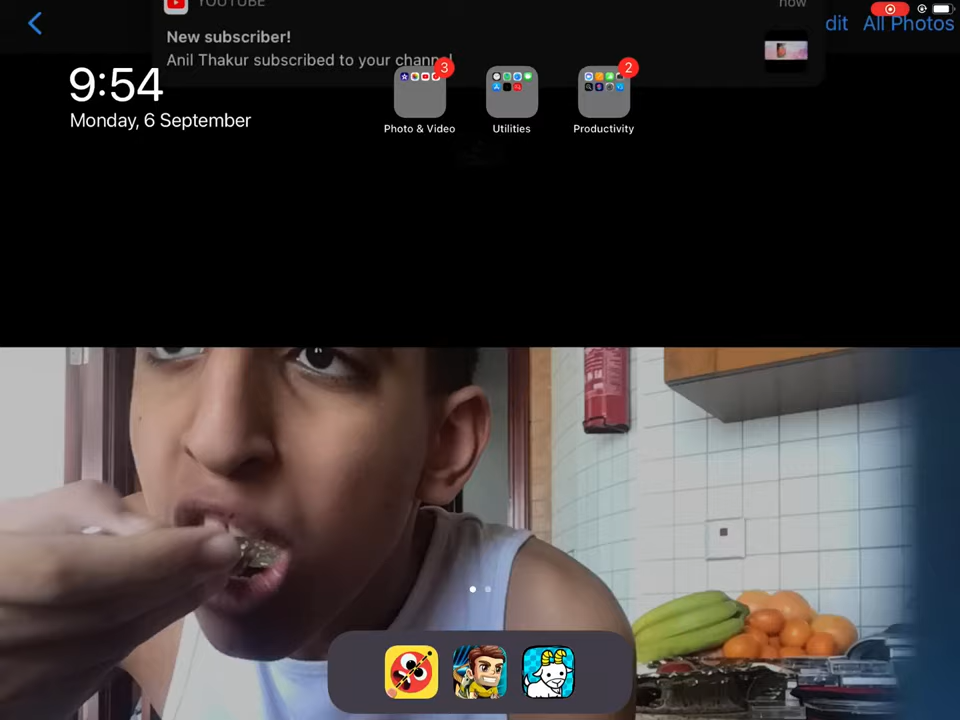 YOUTUBE
now
New subscriber!
Anil Thakur subscribed to your channel
dit All Photos
9:54
Monday, 6 September
3
2
Photo & Video
Utilities
Productivity